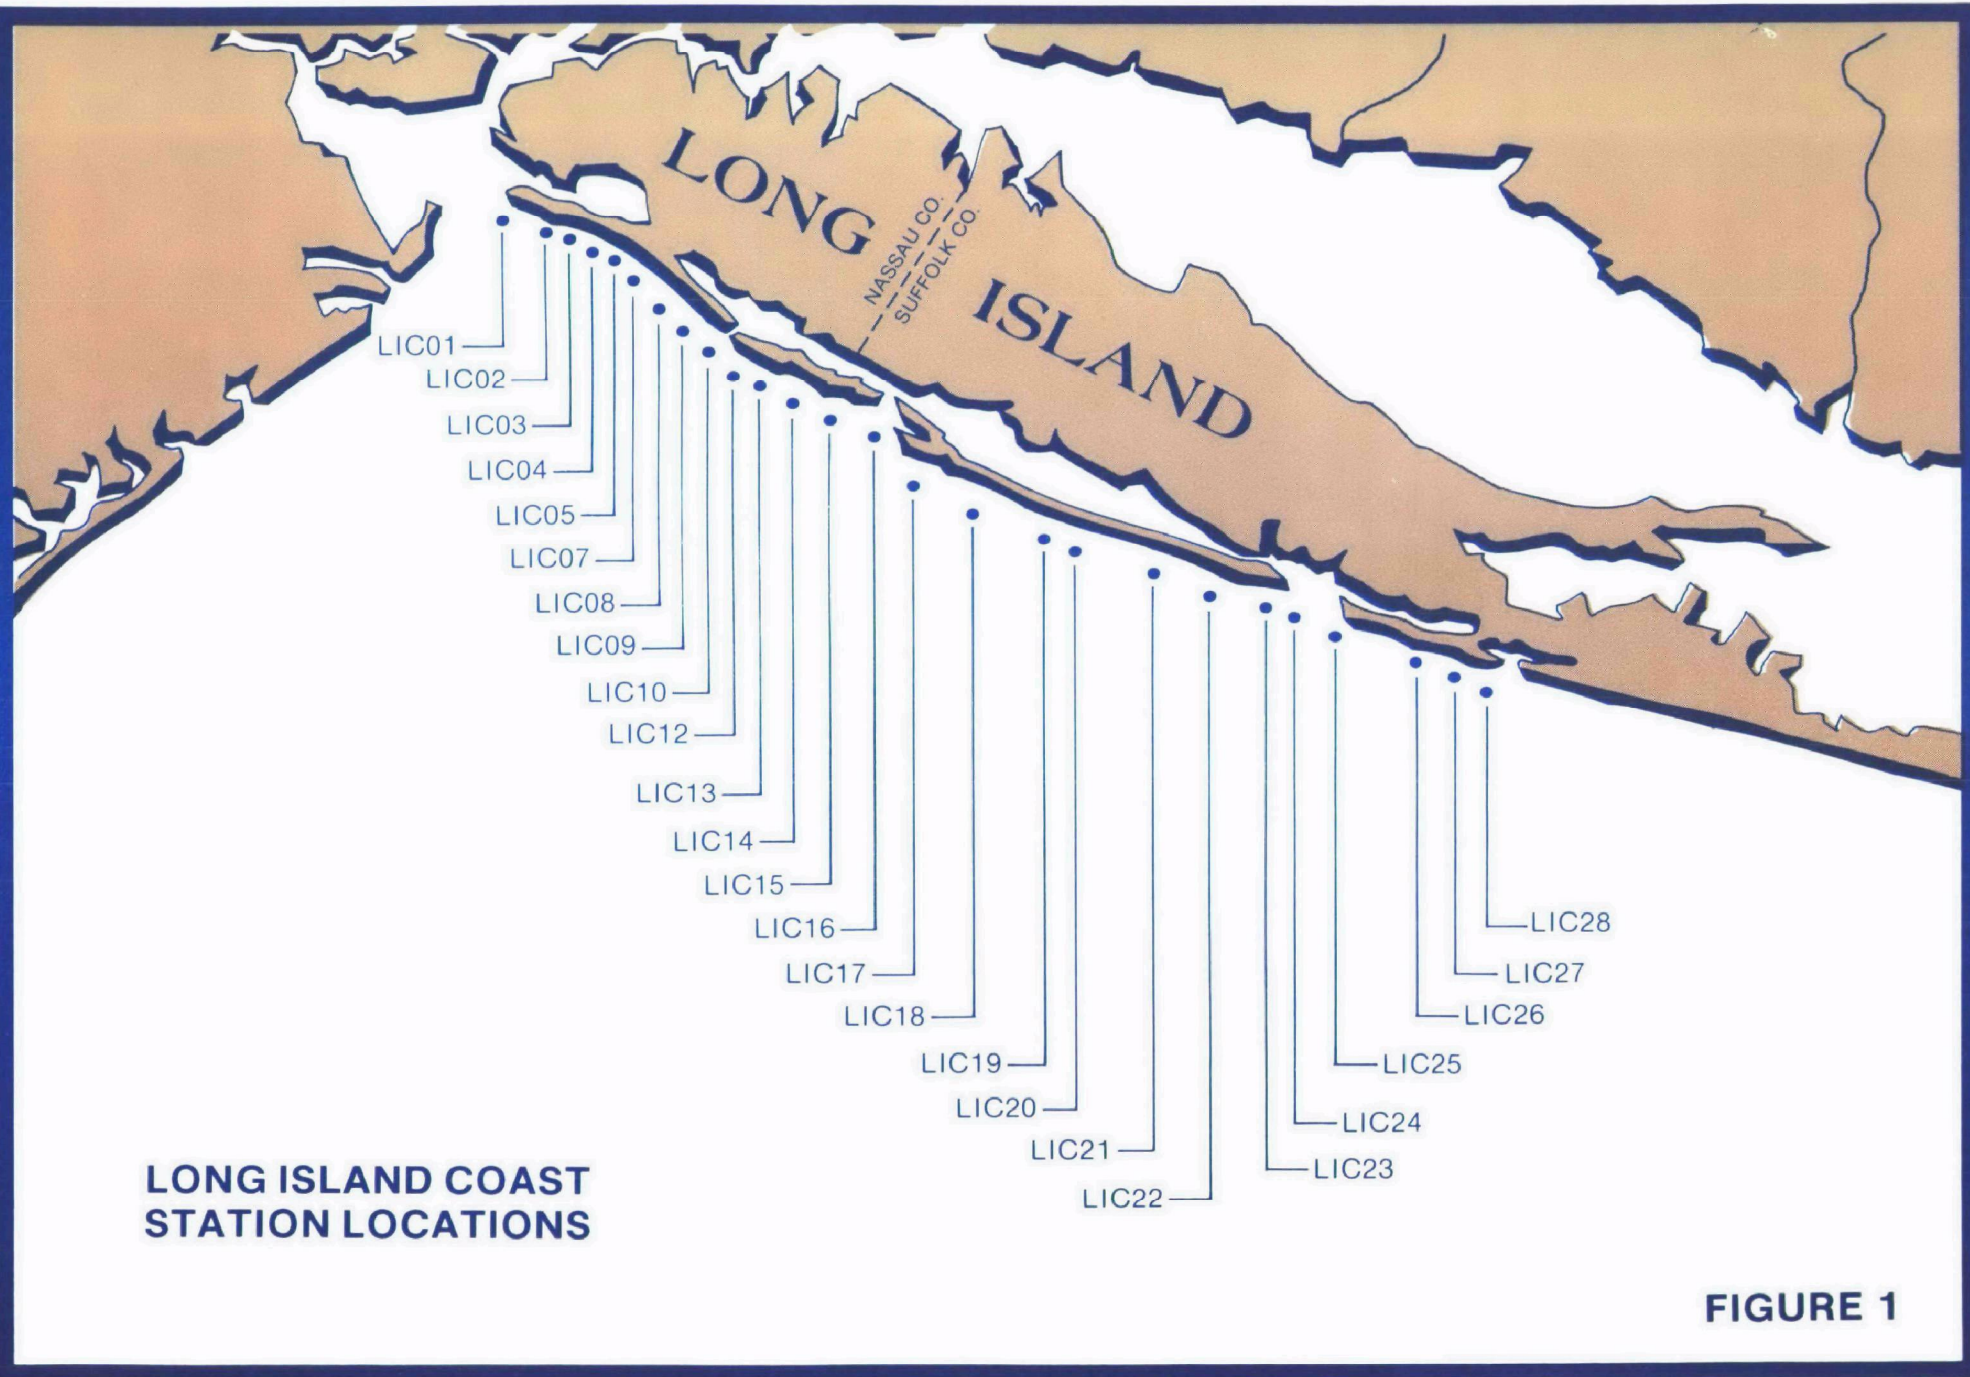 LONG
ISLAND
NASSAU CO.
SUFFOLK CO.
LIC01
LIC02
LIC03
LIC04
LIC05
LIC07
LIC08
LIC09
LIC10
LIC12
LIC13
LIC14
LIC15
LIC16
LIC17
LIC18
LIC19
LIC20
LIC21
LIC22
LIC23
LIC24
LIC25
LIC26
LIC27
LIC28
LONG ISLAND COAST
STATION LOCATIONS
FIGURE 1